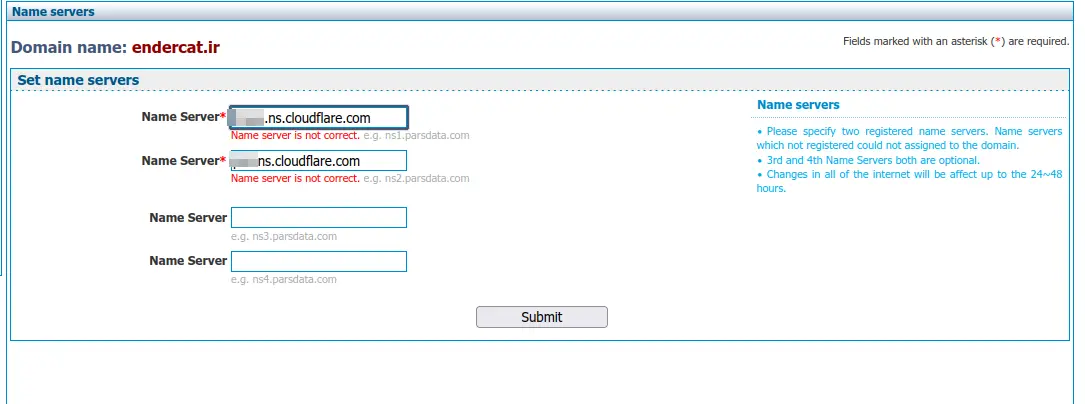 Name servers
Domain name: endercat.ir
Fields marked with an asterisk (*) are required.
Set name servers
Name Server*
.ns.cloudflare.com
Name server is not correct. e.g. ns1.parsdata.com
Name Server*
ns.cloudflare.com
Name server is not correct. e.g. ns2.parsdata.com
Name Server
e.g. ns3.parsdata.com
Name Server
e.g. ns4.parsdata.com
Submit
Name servers
• Please specify two registered name servers. Name servers
which not registered could not assigned to the domain.
• 3rd and 4th Name Servers both are optional.
• Changes in all of the internet will be affect up to the 24~48
hours.